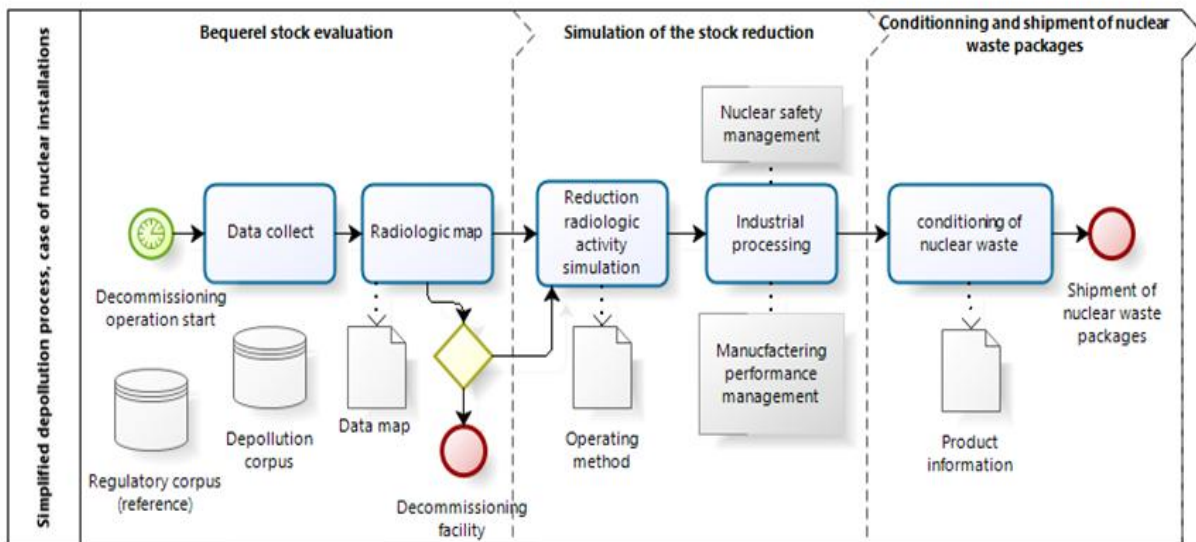 Simplified depollution process, case of nuclear installations
Bequerel stock evaluation
Simulation of the stock reduction
Conditionning and shipment of nuclear
waste packages
Nuclear safety
management
Data collect
Radiologic map
Reduction
radiologic
activity
simulation
Industrial
processing
conditioning of
nuclear waste
Decommissioning
operation start
Shipment of
nuclear waste
packages
Regulatory corpus
(reference)
Depollution
corpus
Data map
Decommissioning
facility
Operating
method
Manufactering
performance
management
Product
information